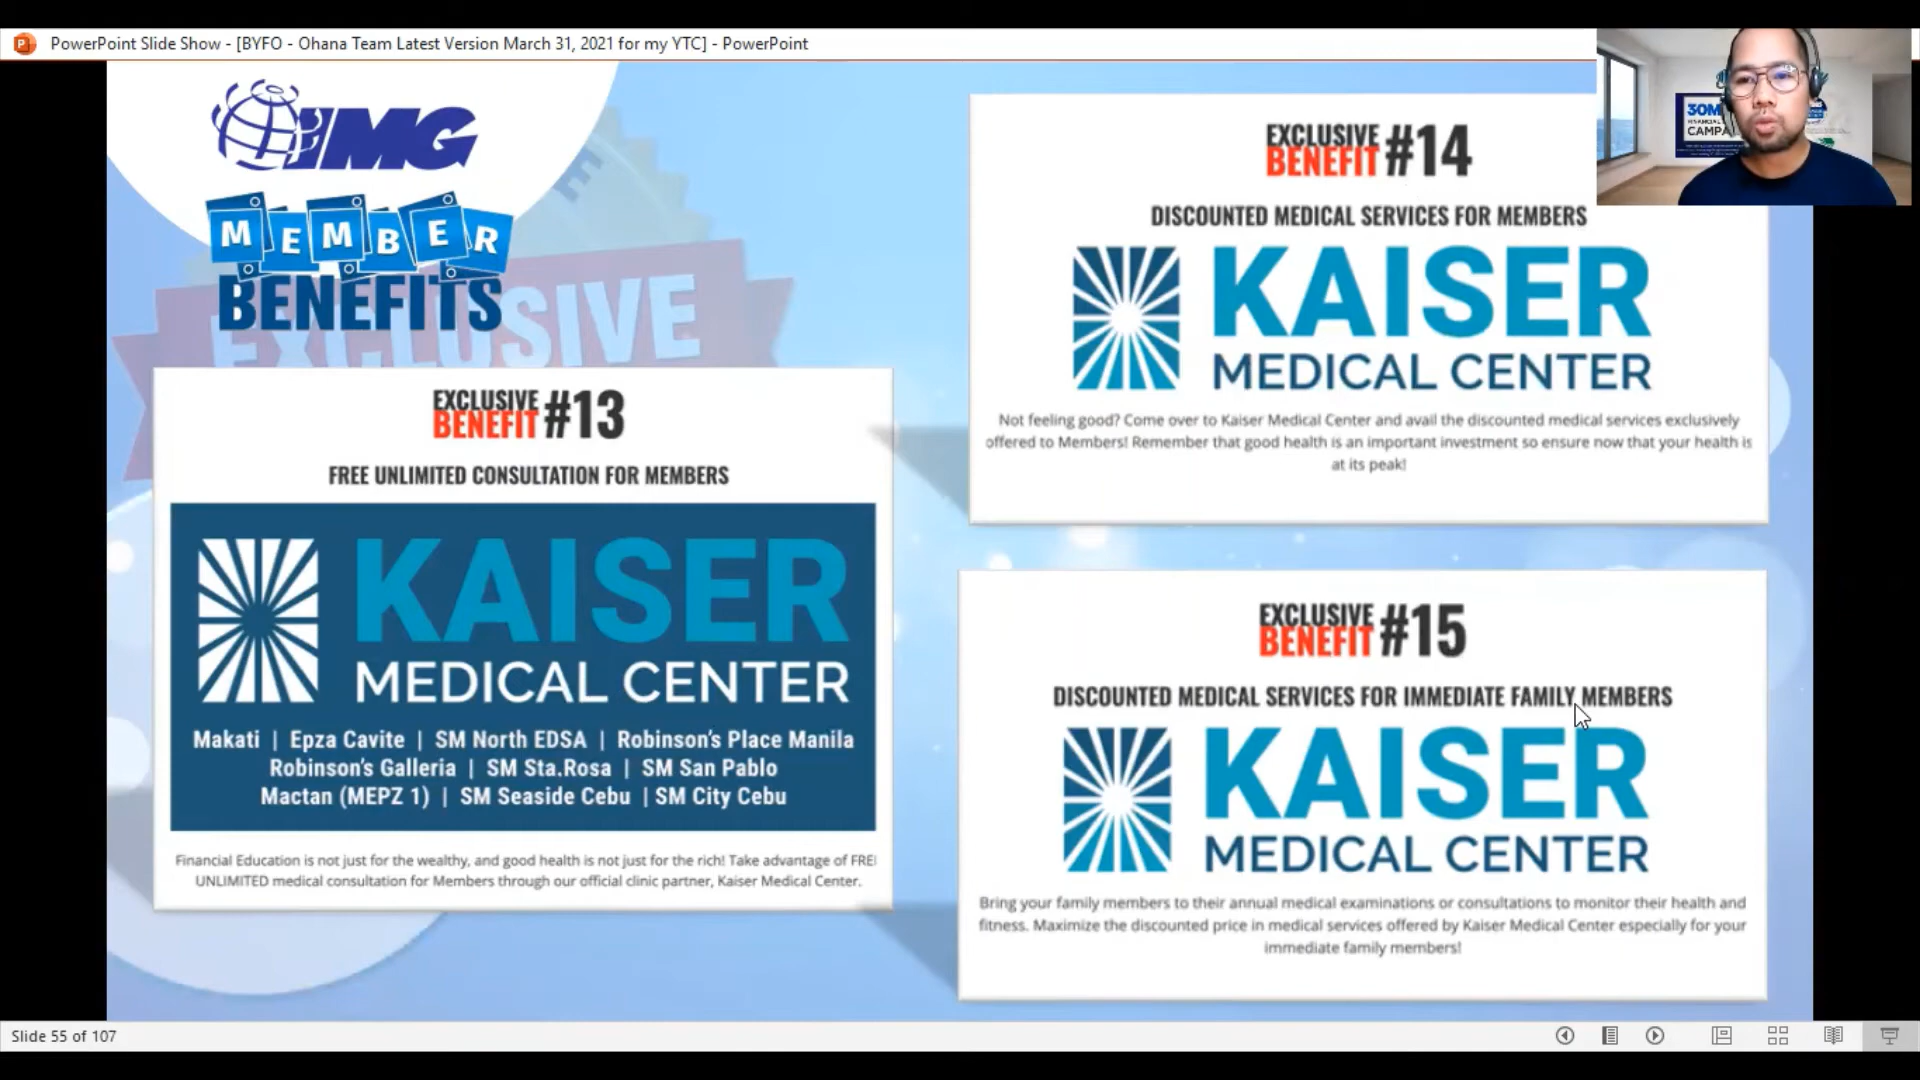 PowerPoint Slide Show - [BYFO - Ohana Team Latest Version March 31, 2021 for my YTC] - PowerPoint
IMG
MEMBER
BENEFITS
EXCLUSIVE
EXCLUSIVE
BENEFIT #13
FREE UNLIMITED CONSULTATION FOR MEMBERS
KAISER
MEDICAL CENTER
Makati | Epza Cavite | SM North EDSA | Robinson's Place Manila
Robinson's Galleria | SM Sta.Rosa | SM San Pablo
Mactan (MEPZ 1) | SM Seaside Cebu | SM City Cebu
Financial Education is not just for the wealthy, and good health is not just for the rich! Take advantage of FREE
UNLIMITED medical consultation for Members through our official clinic partner, Kaiser Medical Center.
EXCLUSIVE
BENEFIT #14
DISCOUNTED MEDICAL SERVICES FOR MEMBERS
KAISER
MEDICAL CENTER
Not feeling good? Come over to Kaiser Medical Center and avail the discounted medical services exclusively
offered to Members! Remember that good health is an important investment so ensure now that your health is
at its peak!
EXCLUSIVE
BENEFIT #15
DISCOUNTED MEDICAL SERVICES FOR IMMEDIATE FAMILY MEMBERS
KAISER
MEDICAL CENTER
Bring your family members to their annual medical examinations or consultations to monitor their health and
fitness. Maximize the discounted price in medical services offered by Kaiser Medical Center especially for your
immediate family members!
30M
FINANCIAL
CAMPA
Slide 55 of 107